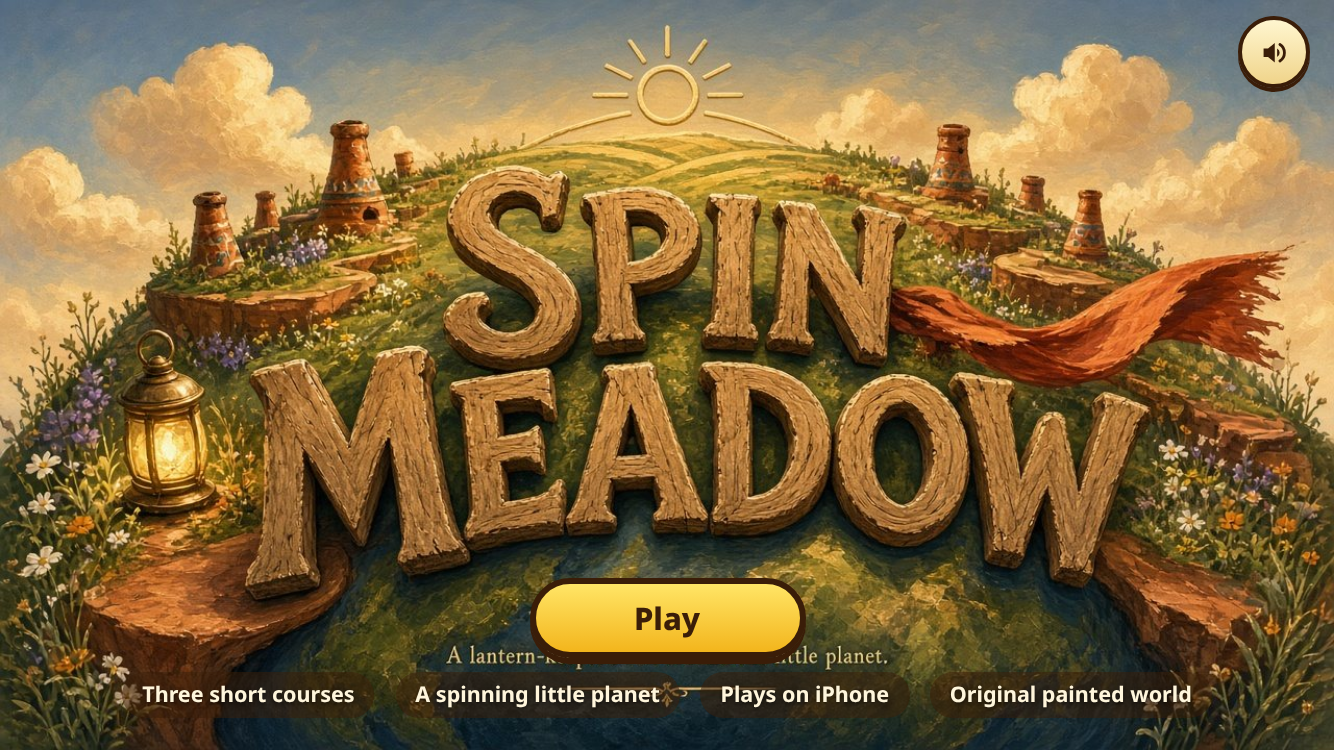 SPIN
MEADOW
Play
A lantern- little planet.
Three short courses
A spinning little planet
Plays on iPhone
Original painted world